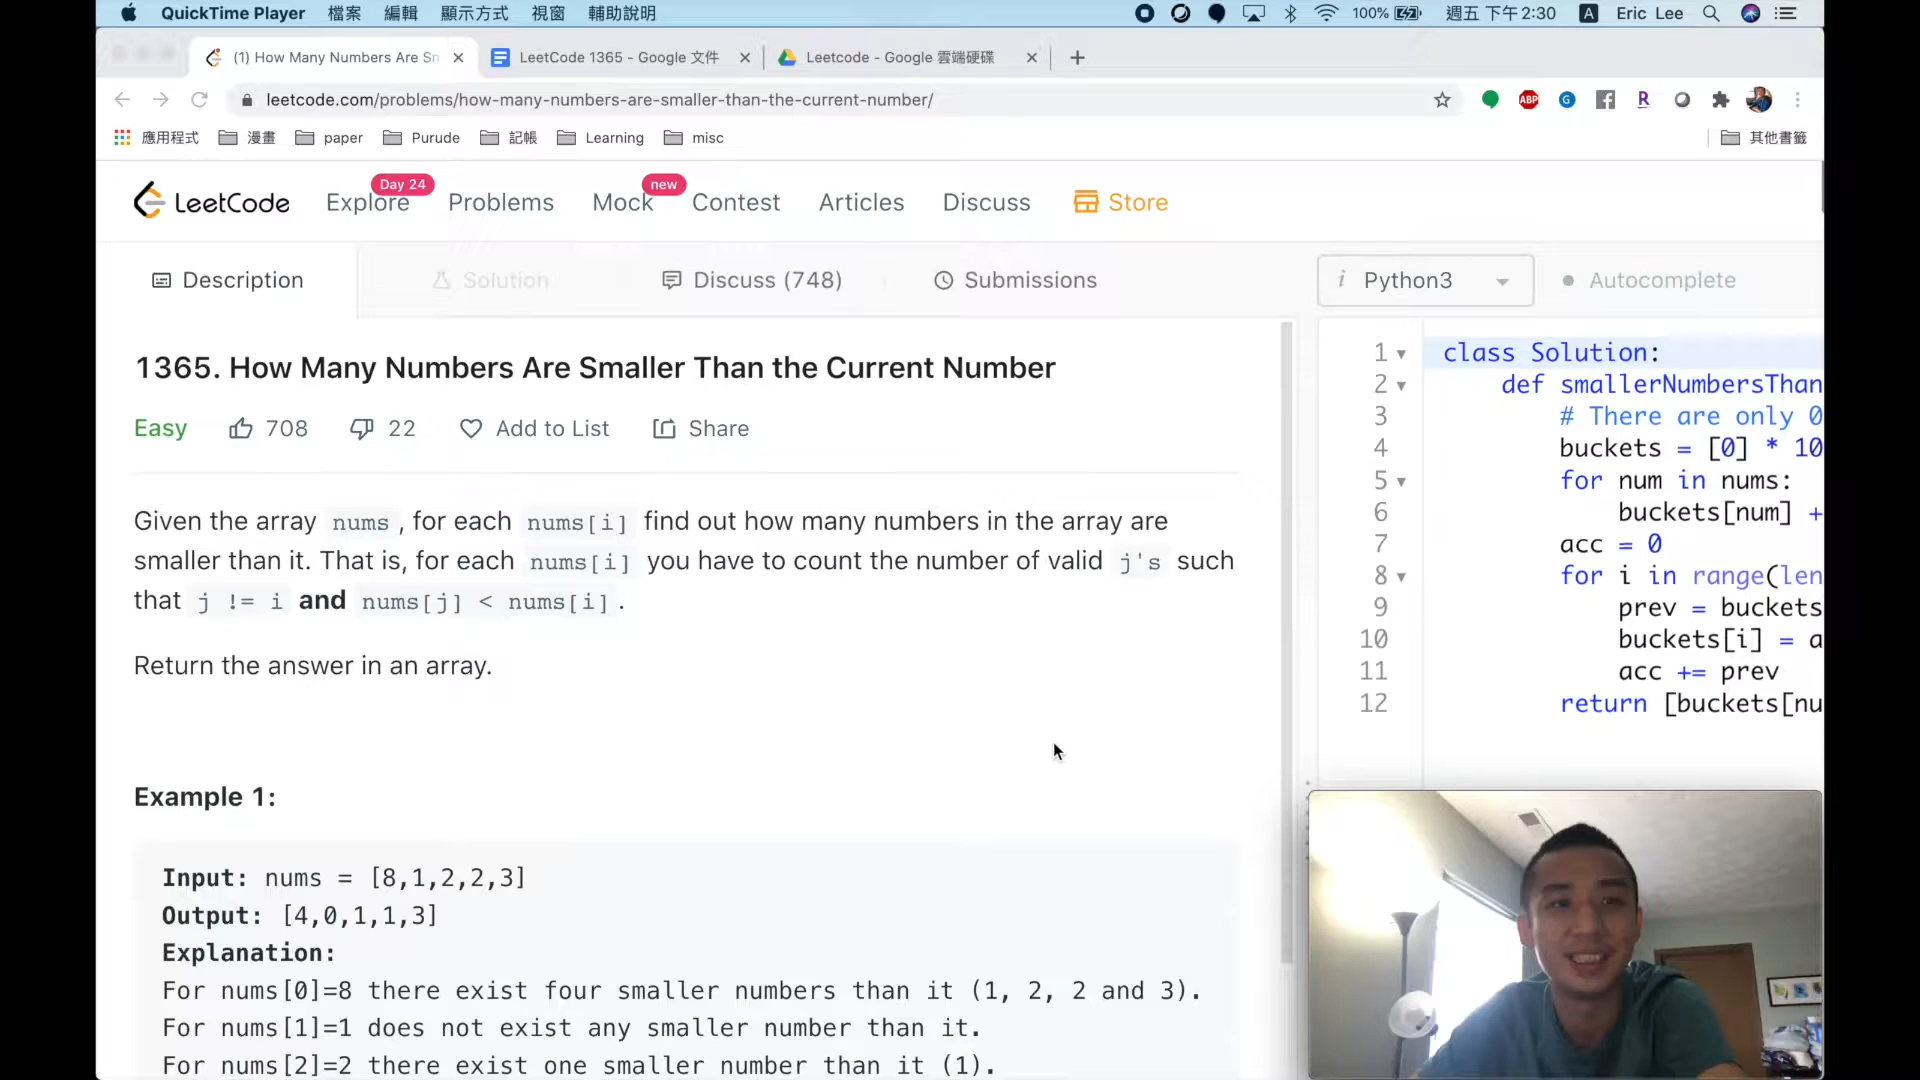 QuickTime Player 檔案 編輯 顯示方式 視窗 輔助說明 100% 週五 下午2:30 A Eric Lee
(1) How Many Numbers Are Sm LeetCode 1365 - Google 文件 Leetcode - Google 雲端硬碟
leetcode.com/problems/how-many-numbers-are-smaller-than-the-current-number/ ABP G R
應用程式 漫畫 paper Purude 記帳 Learning misc 其他書籤
Day 24 new
LeetCode Explore Problems Mock Contest Articles Discuss Store
Description Solution Discuss (748) Submissions i Python3 Autocomplete
1365. How Many Numbers Are Smaller Than the Current Number
Easy 708 22 Add to List Share
Given the array nums , for each nums[i] find out how many numbers in the array are
smaller than it. That is, for each nums[i] you have to count the number of valid j's such
that j != i and nums[j] < nums[i] .
Return the answer in an array.
Example 1:
Input: nums = [8,1,2,2,3]
Output: [4,0,1,1,3]
Explanation:
For nums[0]=8 there exist four smaller numbers than it (1, 2, 2 and 3).
For nums[1]=1 does not exist any smaller number than it.
For nums[2]=2 there exist one smaller number than it (1).
1 class Solution:
2 def smallerNumbersThan
3 # There are only 0
4 buckets = [0] * 10
5 for num in nums:
6 buckets[num] +
7 acc = 0
8 for i in range(len
9 prev = buckets
10 buckets[i] = a
11 acc += prev
12 return [buckets[nu